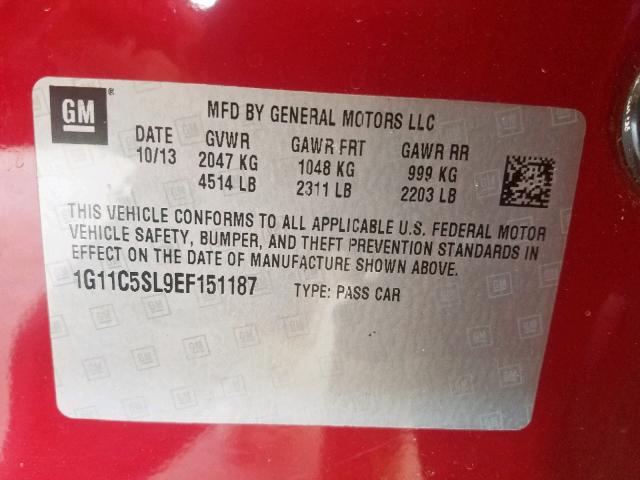 GM
MFD BY GENERAL MOTORS LLC
DATE GVWR GAWR FRT GAWR RR
10/13 2047 KG 1048 KG 999 KG
4514 LB 2311 LB 2203 LB
THIS VEHICLE CONFORMS TO ALL APPLICABLE U.S. FEDERAL MOTOR
VEHICLE SAFETY, BUMPER, AND THEFT PREVENTION STANDARDS IN
EFFECT ON THE DATE OF MANUFACTURE SHOWN ABOVE.
1G11C5SL9EF151187 TYPE: PASS CAR